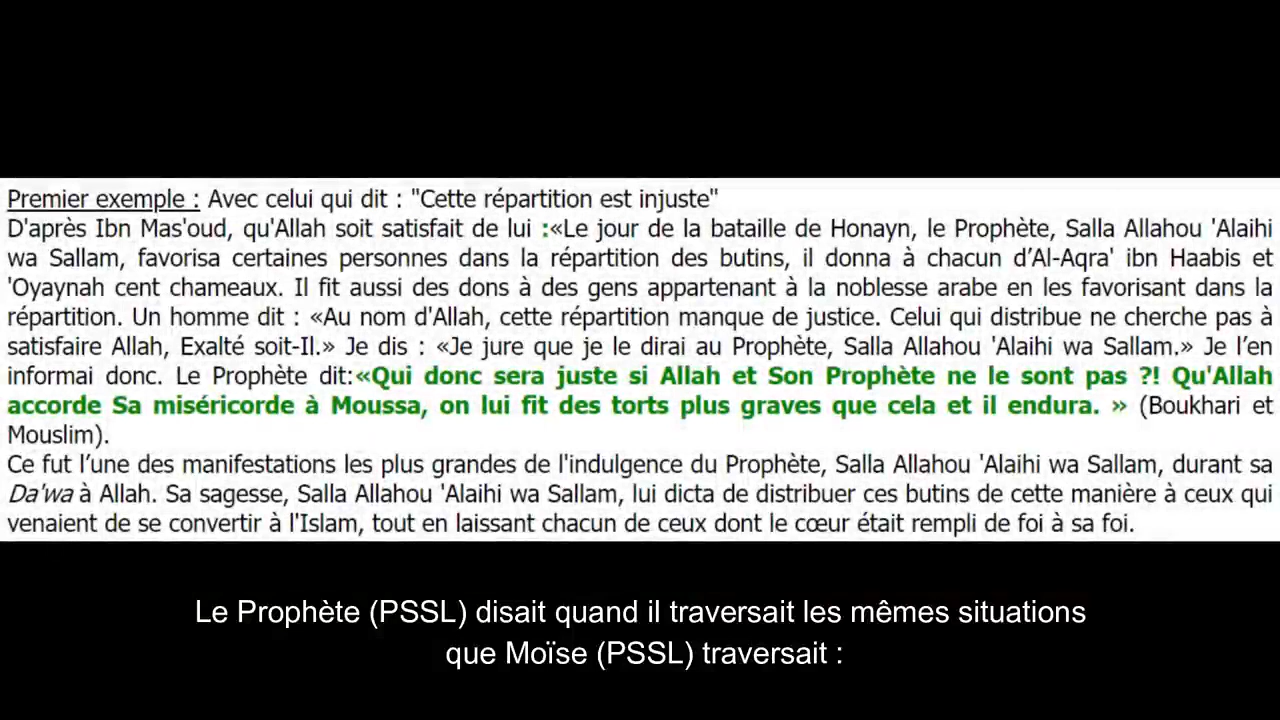 Premier exemple : Avec celui qui dit : "Cette répartition est injuste"
D'après Ibn Mas'oud, qu'Allah soit satisfait de lui :«Le jour de la bataille de Honayn, le Prophète, Salla Allahou 'Alaihi
wa Sallam, favorisa certaines personnes dans la répartition des butins, il donna à chacun d’Al-Aqra' ibn Haabis et
'Oyaynah cent chameaux. Il fit aussi des dons à des gens appartenant à la noblesse arabe en les favorisant dans la
répartition. Un homme dit : «Au nom d'Allah, cette répartition manque de justice. Celui qui distribue ne cherche pas à
satisfaire Allah, Exalté soit-Il.» Je dis : «Je jure que je le dirai au Prophète, Salla Allahou 'Alaihi wa Sallam.» Je l’en
informai donc. Le Prophète dit:«Qui donc sera juste si Allah et Son Prophète ne le sont pas ?! Qu'Allah
accorde Sa miséricorde à Moussa, on lui fit des torts plus graves que cela et il endura. » (Boukhari et
Mouslim).
Ce fut l’une des manifestations les plus grandes de l'indulgence du Prophète, Salla Allahou 'Alaihi wa Sallam, durant sa
Da'wa à Allah. Sa sagesse, Salla Allahou 'Alaihi wa Sallam, lui dicta de distribuer ces butins de cette manière à ceux qui
venaient de se convertir à l'Islam, tout en laissant chacun de ceux dont le cœur était rempli de foi à sa foi.
Le Prophète (PSSL) disait quand il traversait les mêmes situations
que Moïse (PSSL) traversait :